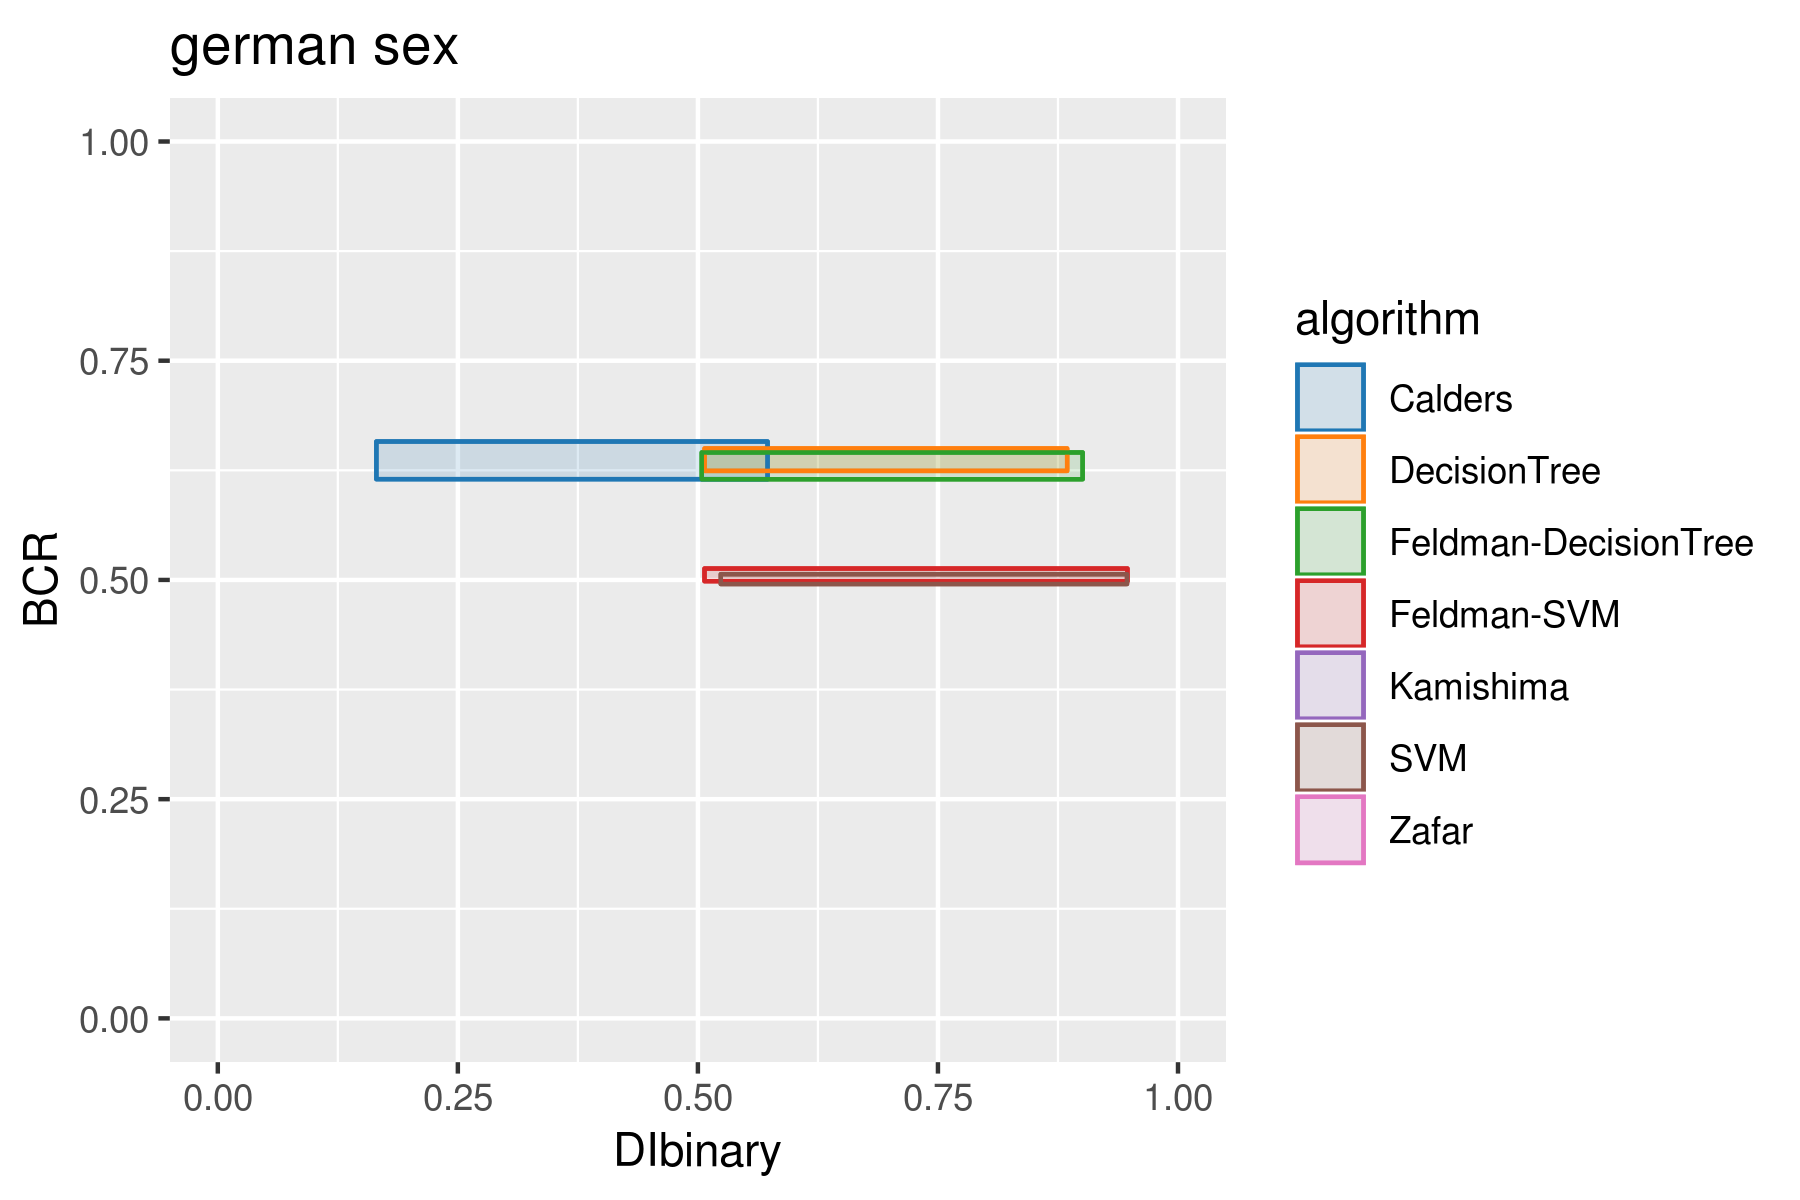 german sex
1.00
0.75
0.50
0.25
0.00
BCR
0.00 0.25 0.50 0.75 1.00
DIbinary
algorithm
Calders
DecisionTree
Feldman-DecisionTree
Feldman-SVM
Kamishima
SVM
Zafar